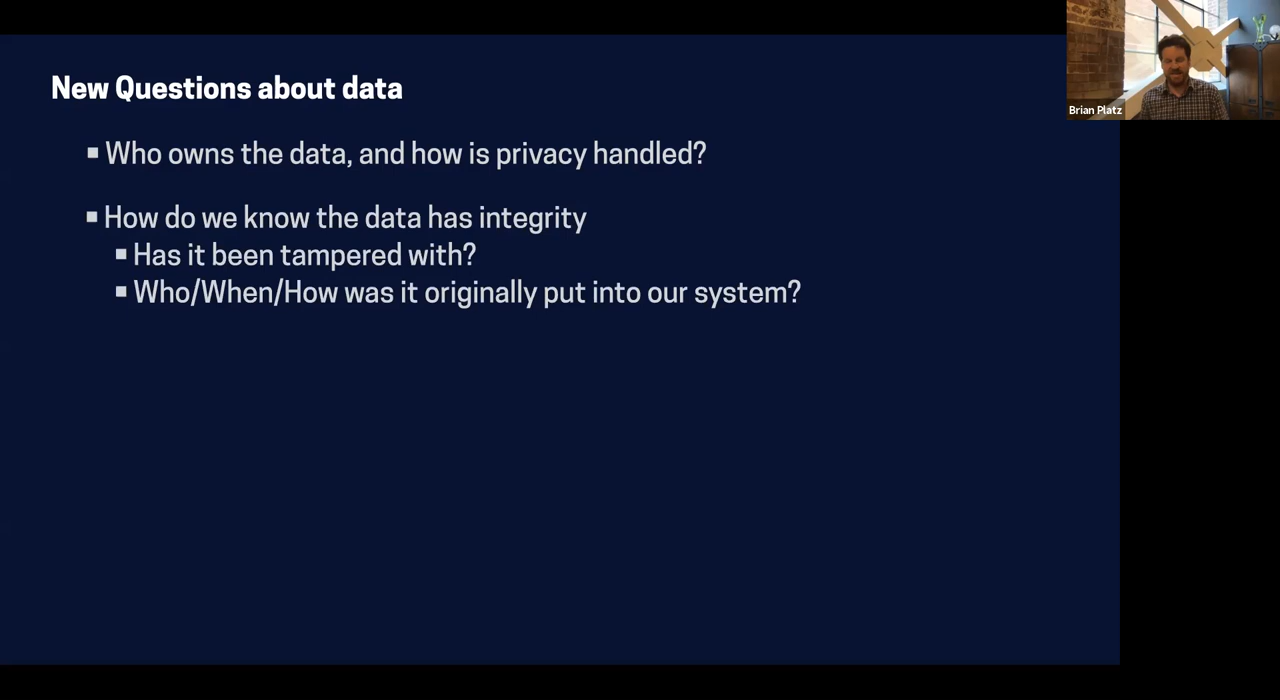 New Questions about data
Who owns the data, and how is privacy handled?
How do we know the data has integrity
Has it been tampered with?
Who/When/How was it originally put into our system?
Brian Platz